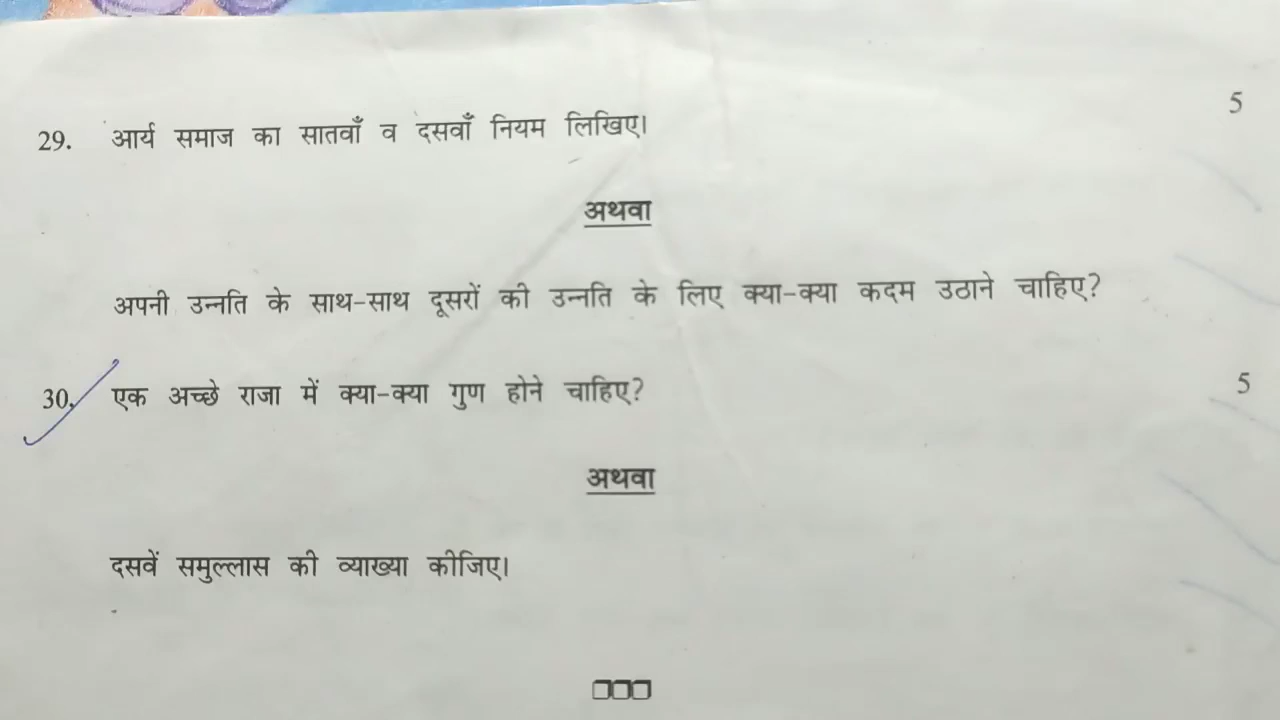 5
29. आर्य समाज का सातवाँ व दसवाँ नियम लिखिए।
अथवा
अपनी उन्नति के साथ-साथ दूसरों की उन्नति के लिए क्या-क्या कदम उठाने चाहिए?
30. एक अच्छे राजा में क्या-क्या गुण होने चाहिए? 5
अथवा
दसवें समुल्लास की व्याख्या कीजिए।